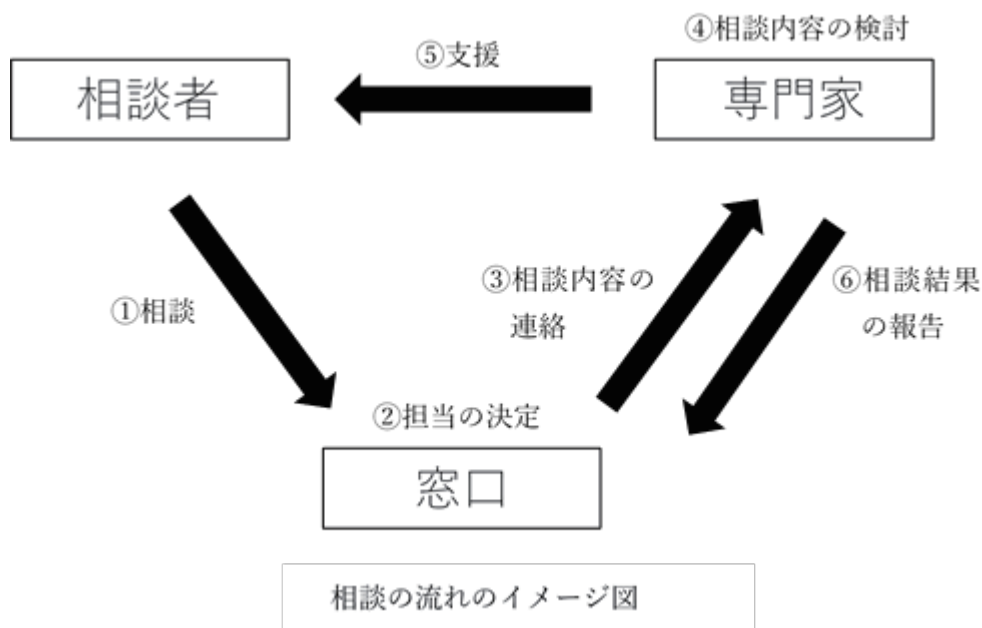 ④相談内容の検討
⑤支援
相談者
専門家
①相談
③相談内容の
連絡
⑥相談結果
の報告
②担当の決定
窓口
相談の流れのイメージ図